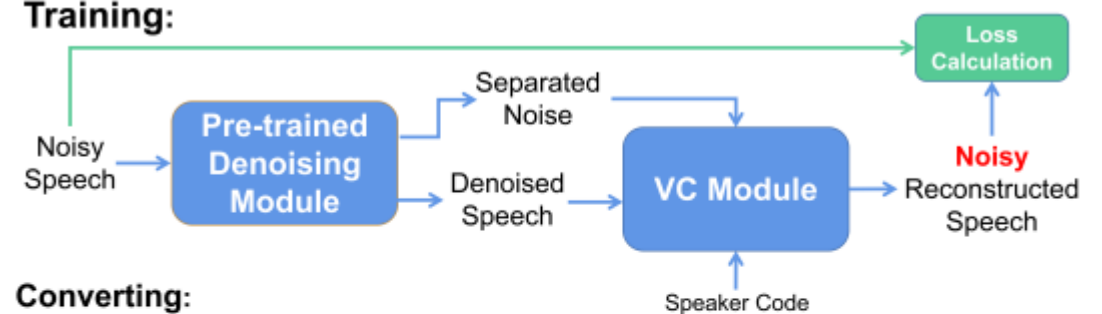 Training:
Loss
Calculation
Separated
Noise
Pre-trained
Denoising
Module
Noisy
Speech
Denoised
Speech
VC Module
Noisy
Reconstructed
Speech
Speaker Code
Converting: